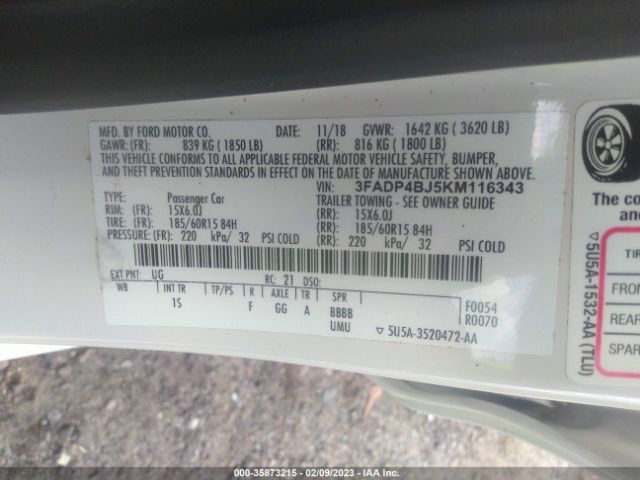 MFD. BY FORD MOTOR CO. DATE: 11/18 GVWR: 1642 KG ( 3620 LB)
GAWR: (FR): 839 KG ( 1850 LB) (RR): 816 KG ( 1800 LB)
THIS VEHICLE CONFORMS TO ALL APPLICABLE FEDERAL MOTOR VEHICLE SAFETY, BUMPER,
AND THEFT PREVENTION STANDARDS IN EFFECT ON THE DATE OF MANUFACTURE SHOWN ABOVE.
VIN: 3FADP4BJ5KM116343
TYPE: Passenger Car TRAILER TOWING - SEE OWNER GUIDE
RIM: (FR): 15X6.0J (RR): 15X6.0J
TIRE: (FR): 185/60R15 84H (RR): 185/60R15 84H
PRESSURE: (FR): 220 kPa/ 32 PSI COLD (RR): 220 kPa/ 32 PSI COLD
EXT PNT: UG RC: 21 DSO:
WB INT TR TP/PS R AXLE TR SPR
1S F GG A BBBB
UMU
F0054
R0070
▽ 5U5A-3520472-AA
The co
available
TIR
FRON
REAR
SPAR
▽ 5U5A-1532-AA (TLU)
000-35873215 - 02/09/2023 - IAA Inc.